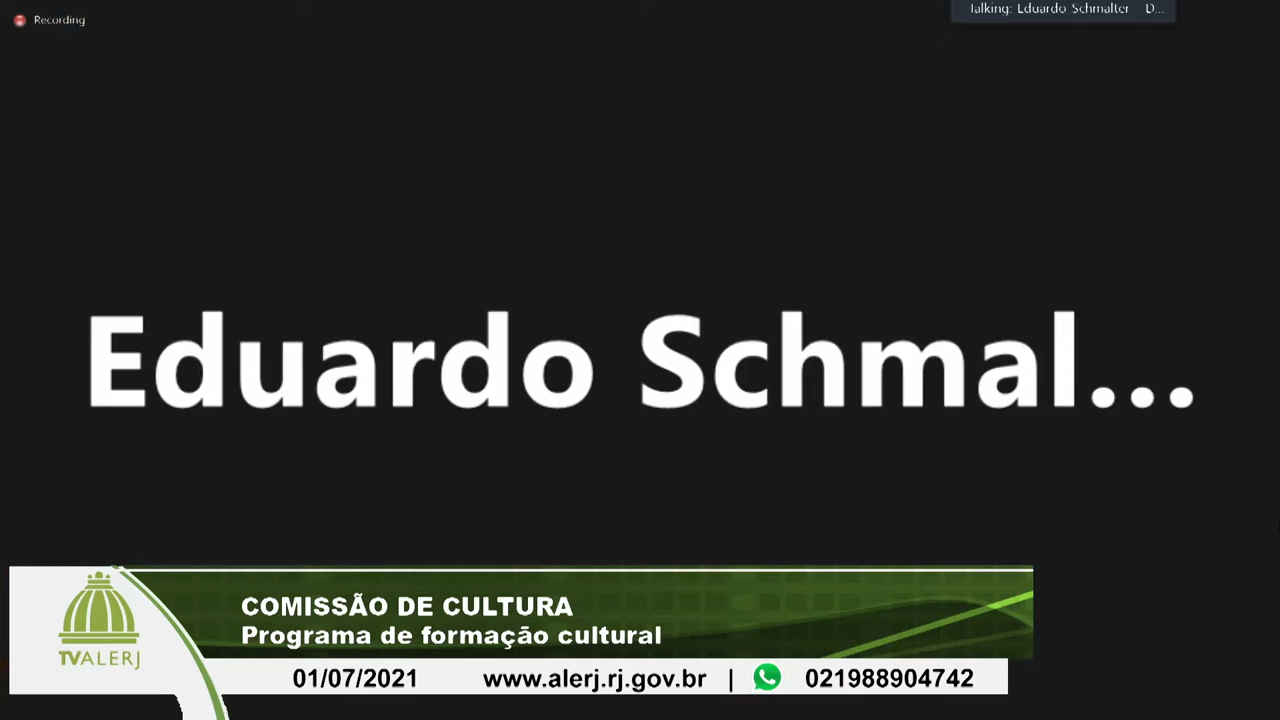 Recording
Talking: Eduardo Schmalter D...
Eduardo Schmal...
COMISSÃO DE CULTURA
Programa de formação cultural
TVALERJ
01/07/2021 www.alerj.rj.gov.br | 021988904742